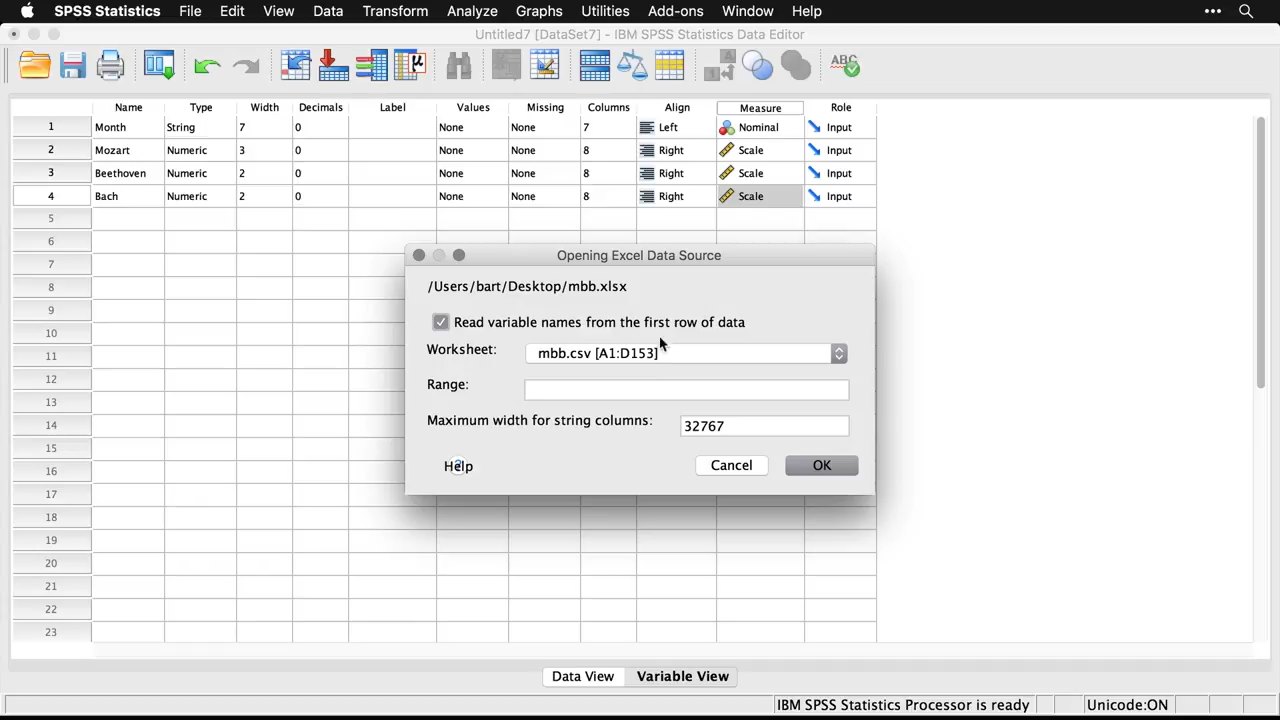 SPSS Statistics File Edit View Data Transform Analyze Graphs Utilities Add-ons Window Help
Untitled7 [DataSet7] - IBM SPSS Statistics Data Editor
Name Type Width Decimals Label Values Missing Columns Align Measure Role
1 Month String 7 0 None None 7 Left Nominal Input
2 Mozart Numeric 3 0 None None 8 Right Scale Input
3 Beethoven Numeric 2 0 None None 8 Right Scale Input
4 Bach Numeric 2 0 None None 8 Right Scale Input
5
6
7
8
9
10
11
12
13
14
15
16
17
18
19
20
21
22
23
Opening Excel Data Source
/Users/bart/Desktop/mbb.xlsx
Read variable names from the first row of data
Worksheet: mbb.csv [A1:D153]
Range:
Maximum width for string columns: 32767
Help Cancel OK
Data View Variable View
IBM SPSS Statistics Processor is ready Unicode:ON